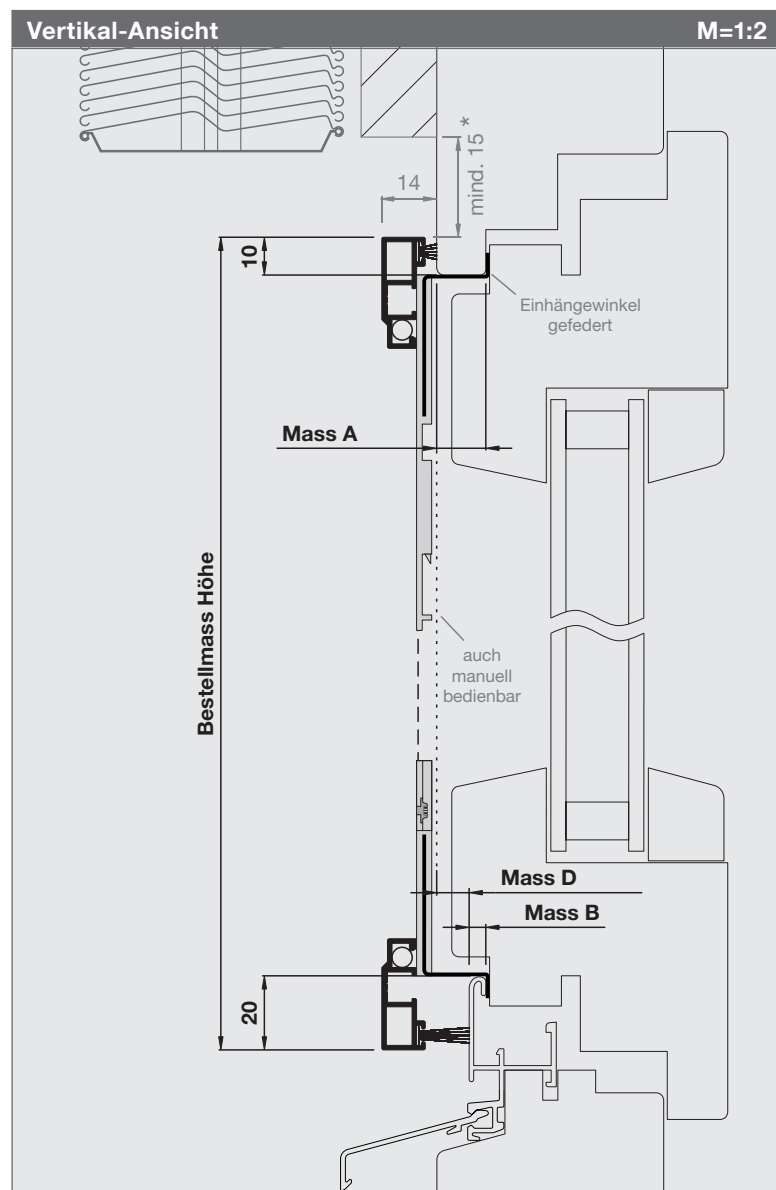 Vertikal-Ansicht M=1:2
14
mind. 15 *
10
Einhängewinkel
gefedert
Mass A
Bestellmass Höhe
auch
manuell
bedienbar
Mass D
Mass B
20